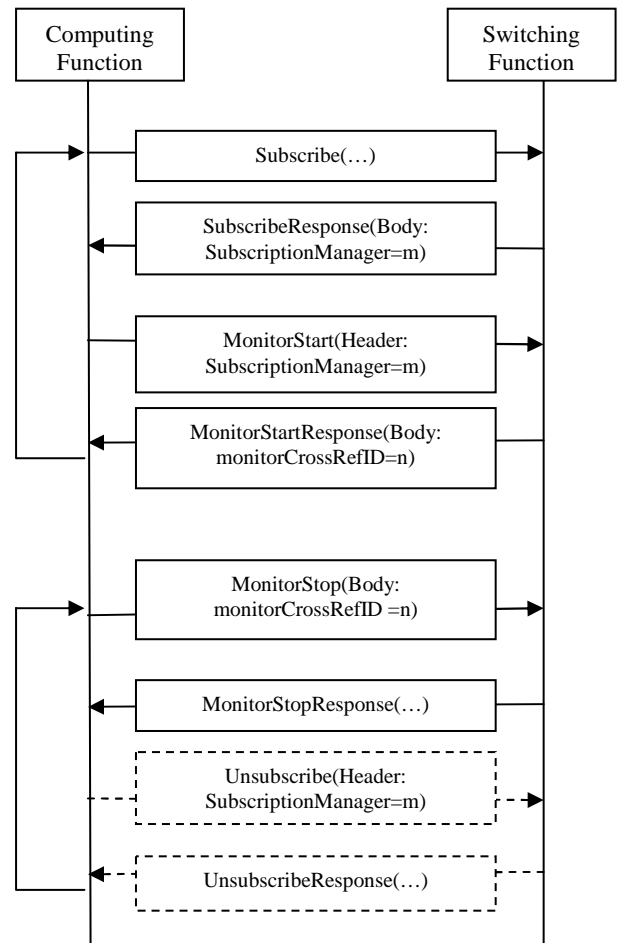 Computing
Function
Switching
Function
Subscribe(…)
SubscribeResponse(Body:
SubscriptionManager=m)
MonitorStart(Header:
SubscriptionManager=m)
MonitorStartResponse(Body:
monitorCrossRefID=n)
MonitorStop(Body:
monitorCrossRefID =n)
MonitorStopResponse(…)
Unsubscribe(Header:
SubscriptionManager=m)
UnsubscribeResponse(…)